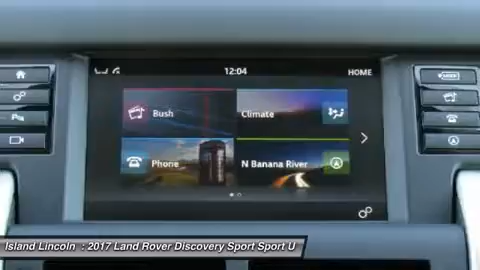 12:04
HOME
Bush
Climate
Phone
N Banana River
Island Lincoln : 2017 Land Rover Discovery Sport Sport U